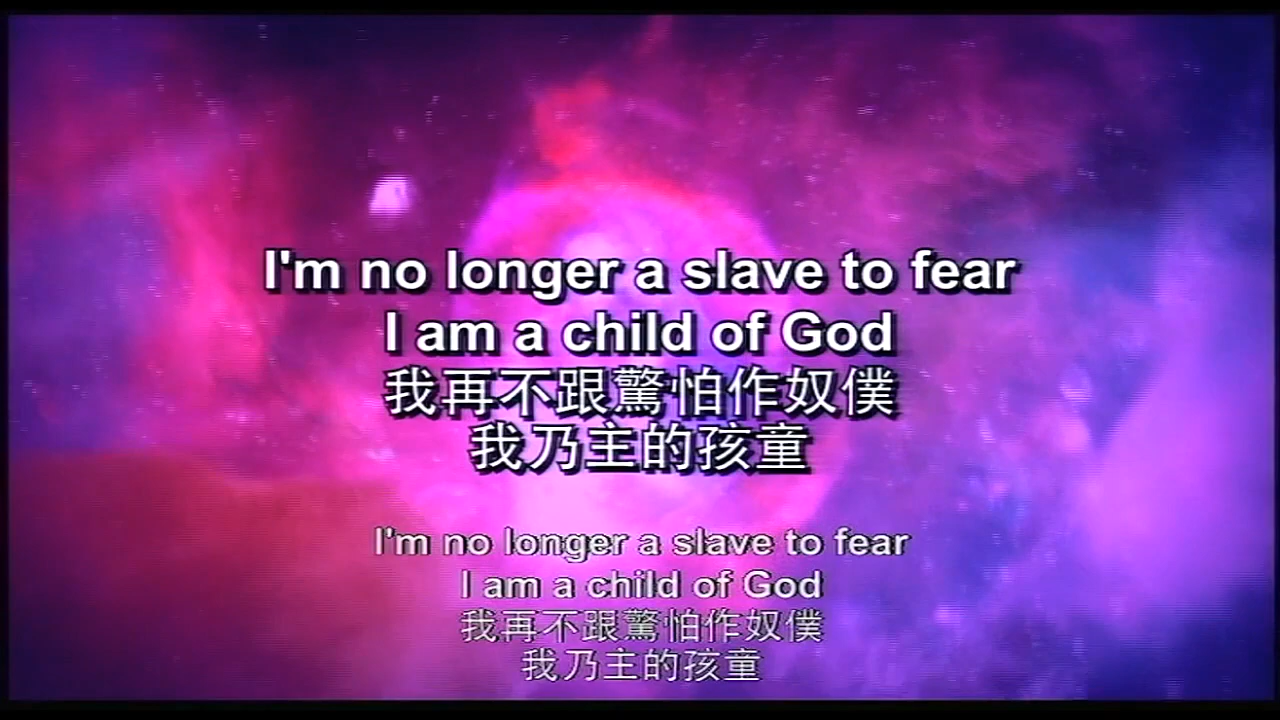 I'm no longer a slave to fear
I am a child of God
我再不跟驚怕作奴僕
我乃主的孩童
I'm no longer a slave to fear
I am a child of God
我再不跟驚怕作奴僕
我乃主的孩童